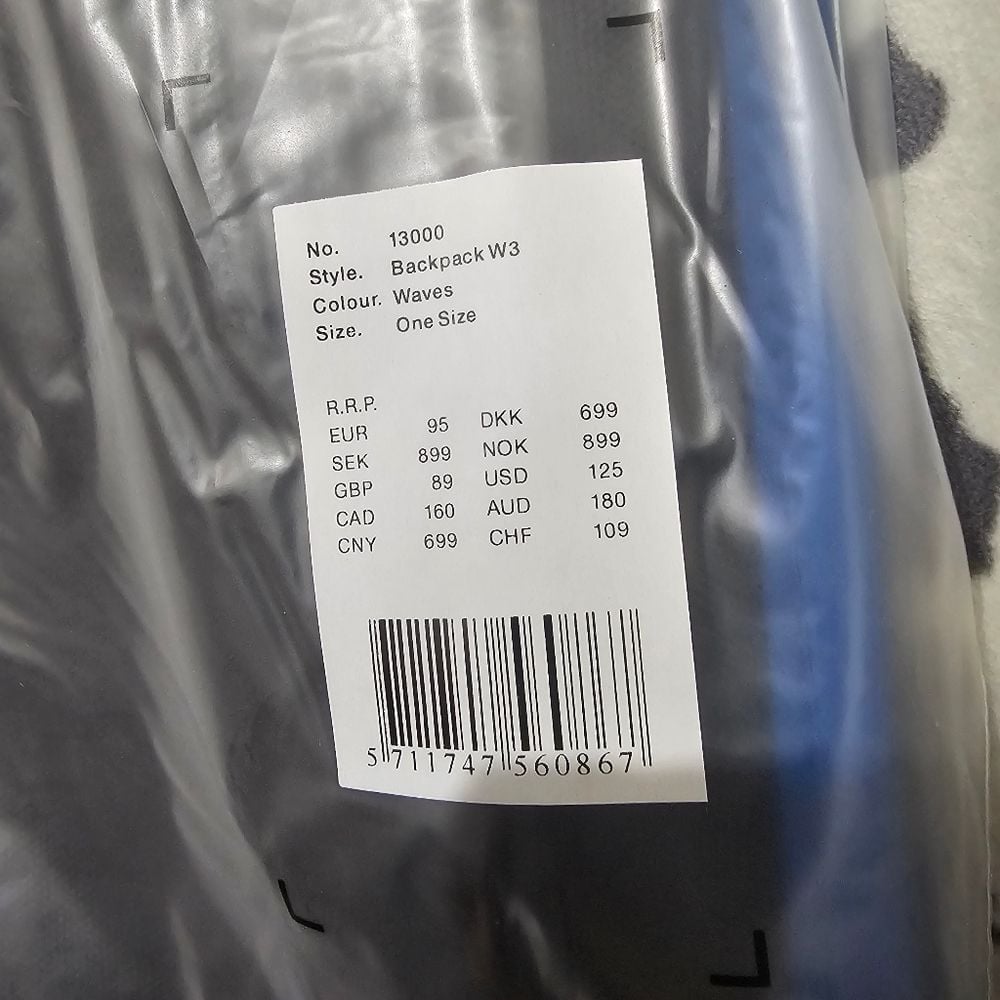 No. 13000
Style. Backpack W3
Colour. Waves
Size. One Size
R.R.P.
EUR 95 DKK 699
SEK 899 NOK 899
GBP 89 USD 125
CAD 160 AUD 180
CNY 699 CHF 109
5 711747 560867